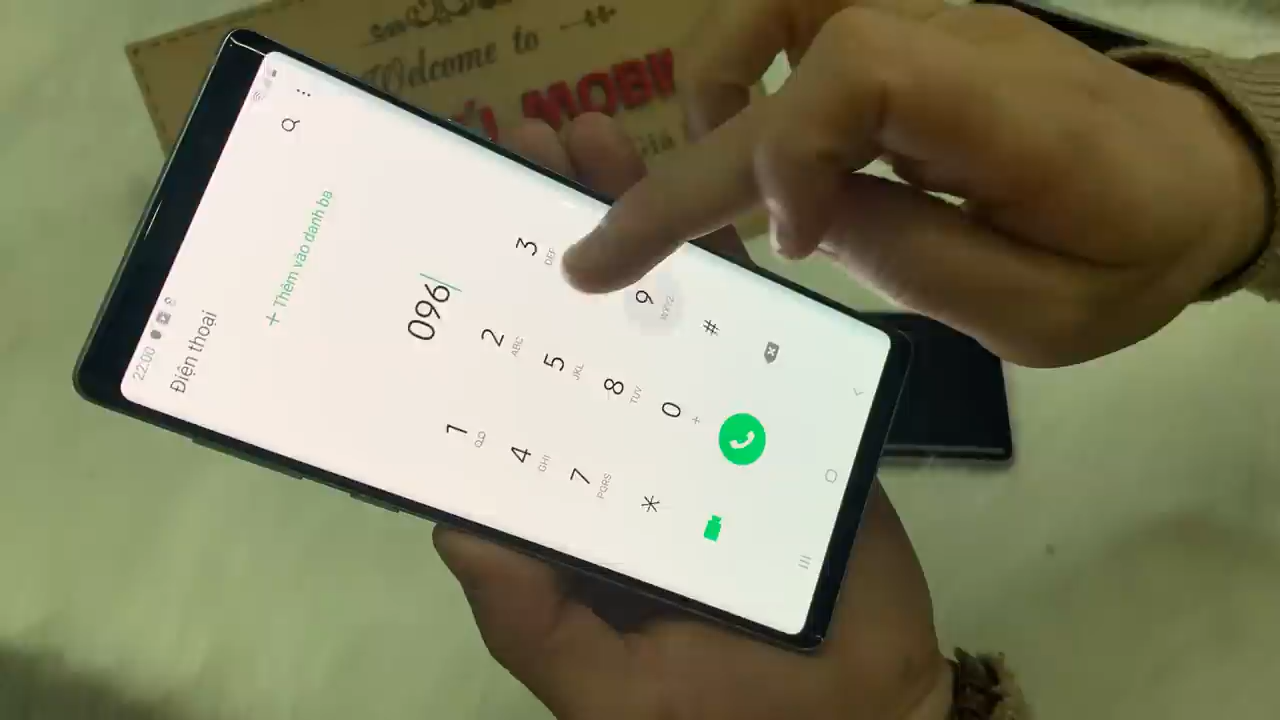 Welcome to
MOBI
Giá
22:00
Điện thoại
+ Thêm vào danh bạ
096
1
2 ABC
3 DEF
4 GHI
5 JKL
7 PQRS
8 TUV
9 WXYZ
*
0 +
#